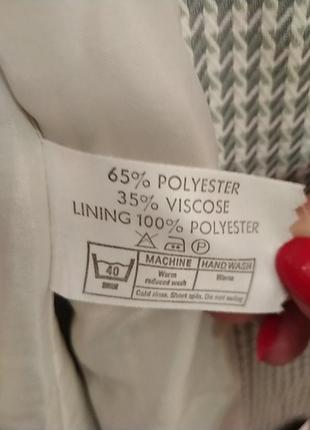 65% POLYESTER
35% VISCOSE
LINING 100% POLYESTER
P
MACHINE HAND WASH
40 Warm reduced wash Warm
Cold rinse. Short spin. Do not wring